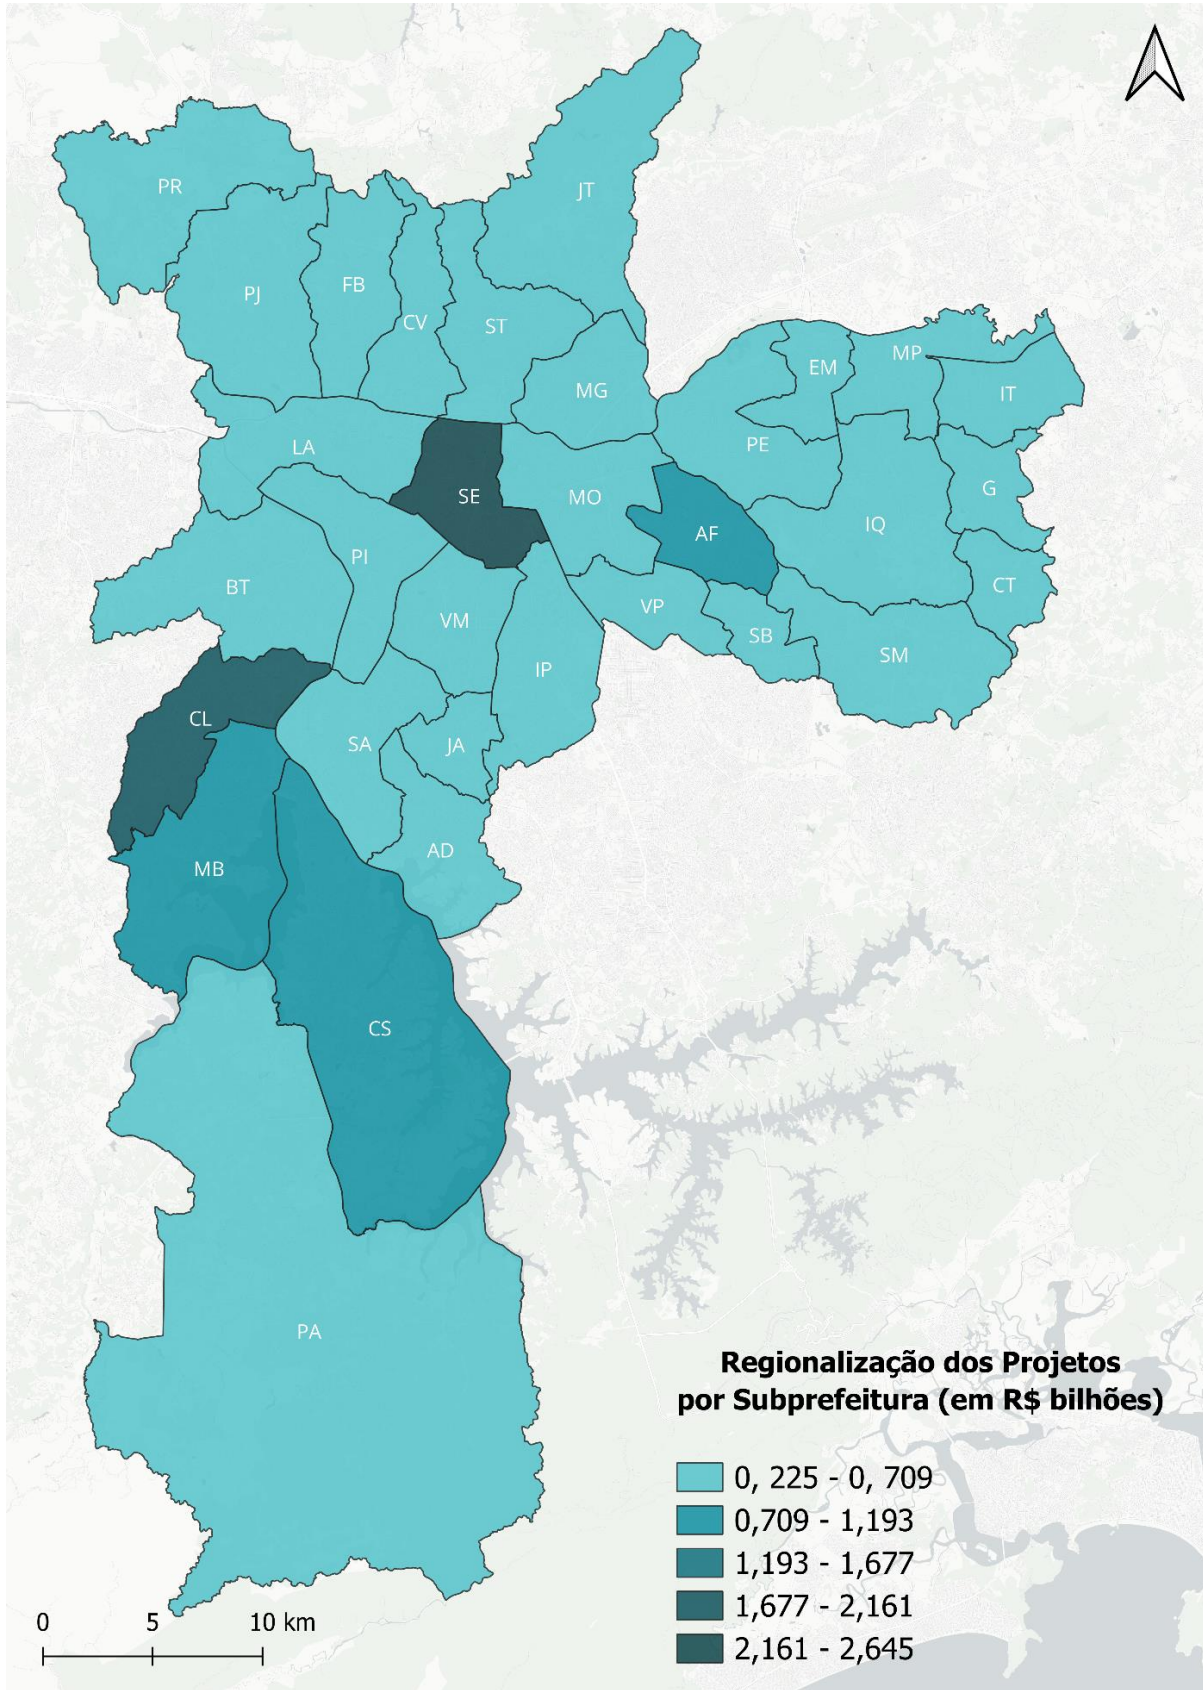 JT
PR
FB
PJ
CV
ST
MP
EM
MG
IT
PE
LA
G
SE
MO
IQ
AF
PI
CT
BT
VP
VM
SB
SM
IP
CL
SA
JA
AD
MB
CS
PA
Regionalização dos Projetos
por Subprefeitura (em R$ bilhões)
0, 225 - 0, 709
0,709 - 1,193
1,193 - 1,677
1,677 - 2,161
2,161 - 2,645
0 5 10 km